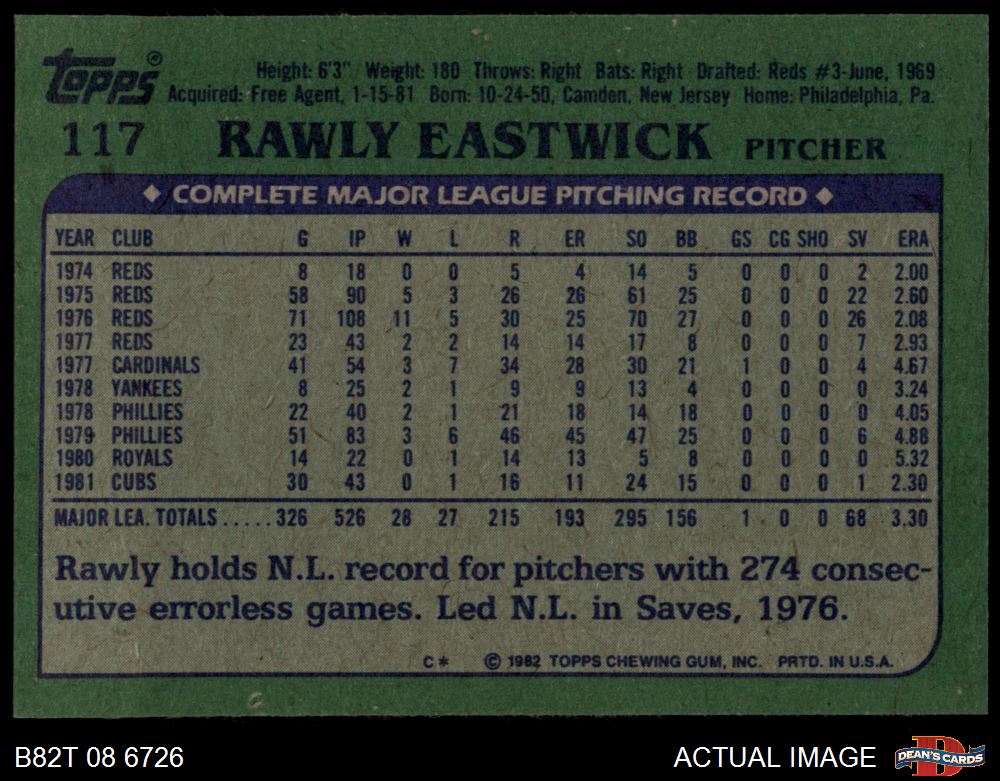 Topps® Height: 6'3" Weight: 180 Throws: Right Bats: Right Drafted: Reds #3-June, 1969
Acquired: Free Agent, 1-15-81 Born: 10-24-50, Camden, New Jersey Home: Philadelphia, Pa.
117 RAWLY EASTWICK PITCHER
◆ COMPLETE MAJOR LEAGUE PITCHING RECORD ◆
YEAR CLUB G IP W L R ER SO BB GS CG SHO SV ERA
1974 REDS 8 18 0 0 5 4 14 5 0 0 0 2 2.00
1975 REDS 58 90 5 3 26 26 61 25 0 0 0 22 2.60
1976 REDS 71 108 11 5 30 25 70 27 0 0 0 26 2.08
1977 REDS 23 43 2 2 14 14 17 8 0 0 0 7 2.93
1977 CARDINALS 41 54 3 7 34 28 30 21 1 0 0 4 4.67
1978 YANKEES 8 25 2 1 9 9 13 4 0 0 0 0 3.24
1978 PHILLIES 22 40 2 1 21 18 14 18 0 0 0 0 4.05
1979 PHILLIES 51 83 3 6 46 45 47 25 0 0 0 6 4.88
1980 ROYALS 14 22 0 1 14 13 5 8 0 0 0 0 5.32
1981 CUBS 30 43 0 1 16 11 24 15 0 0 0 1 2.30
MAJOR LEA. TOTALS ..... 326 526 28 27 215 193 295 156 1 0 0 68 3.30
Rawly holds N.L. record for pitchers with 274 consec-
utive errorless games. Led N.L. in Saves, 1976.
C* © 1982 TOPPS CHEWING GUM, INC. PRTD. IN U.S.A.
B82T 08 6726 ACTUAL IMAGE D DEAN'S CARDS